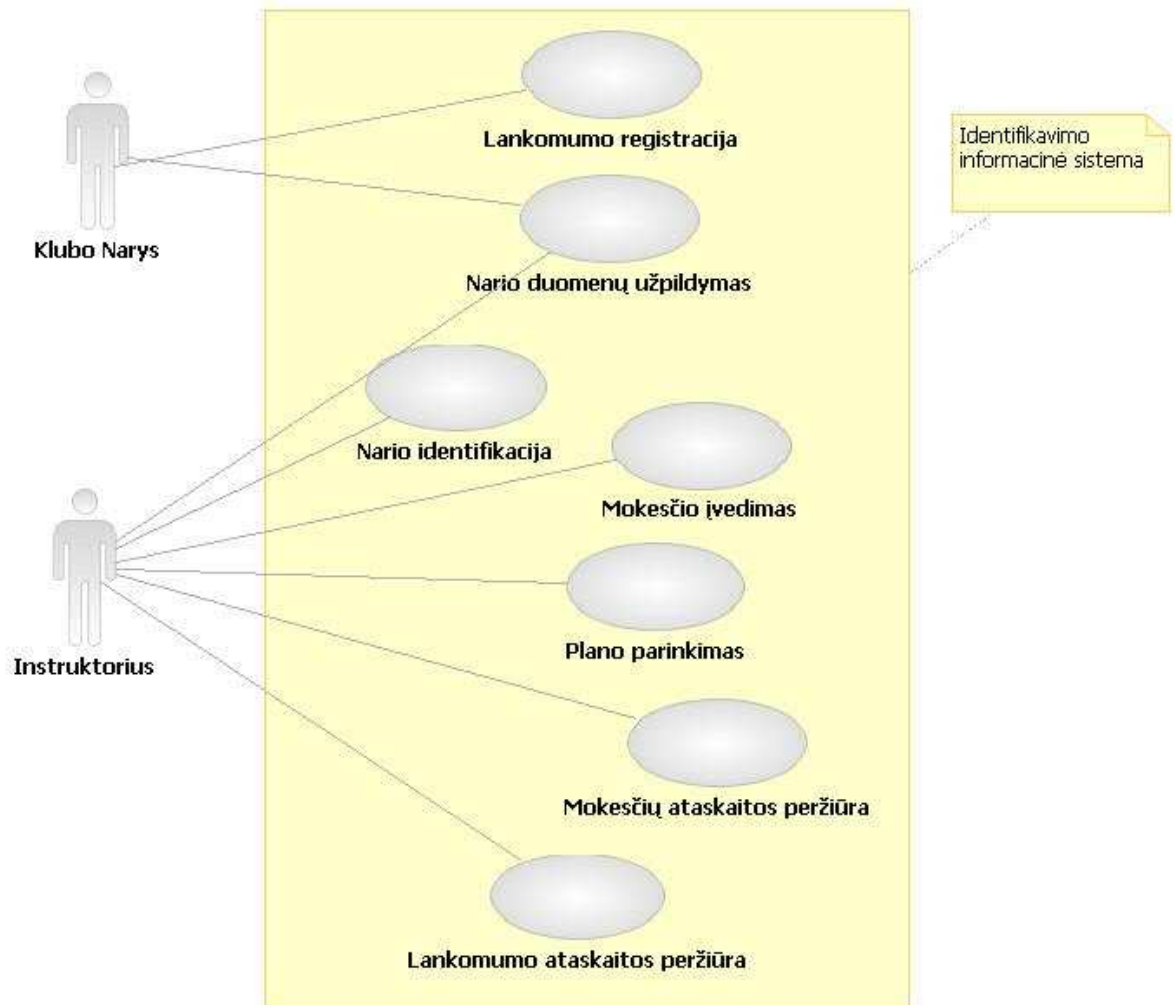 Lankomumo registracija
Identifikavimo
informacinė sistema
Klubo Narys
Nario duomenų užpildymas
Nario identifikacija
Mokesčio įvedimas
Plano parinkimas
Instruktorius
Mokesčių ataskaitos peržiūra
Lankomumo ataskaitos peržiūra